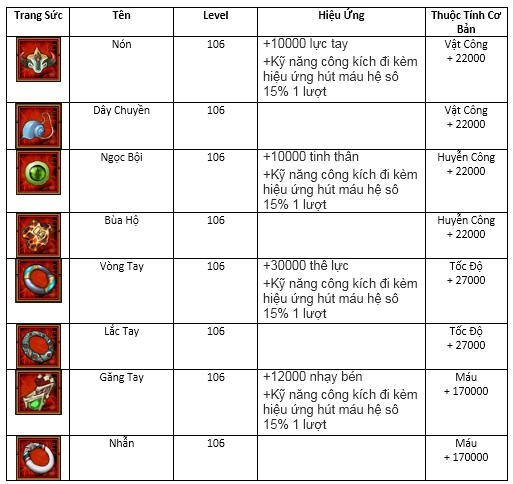 Trang Sức Tên Level Hiệu Ứng Thuộc Tính Cơ
Bản
Nón 106 +10000 lực tay Vật Công
+Kỹ năng công kích đi kèm + 22000
hiệu ứng hút máu hệ số
15% 1 lượt
Dây Chuyền 106 Vật Công
+ 22000
Ngọc Bội 106 +10000 tinh thân Huyễn Công
+Kỹ năng công kích đi kèm + 22000
hiệu ứng hút máu hệ số
15% 1 lượt
Bùa Hộ 106 Huyễn Công
+ 22000
Vòng Tay 106 +30000 thê lực Tốc Độ
+Kỹ năng công kích đi kèm + 27000
hiệu ứng hút máu hệ số
15% 1 lượt
Lắc Tay 106 Tốc Độ
+ 27000
Găng Tay 106 +12000 nhạy bén Máu
+Kỹ năng công kích đi kèm + 170000
hiệu ứng hút máu hệ số
15% 1 lượt
Nhẫn 106 Máu
+ 170000